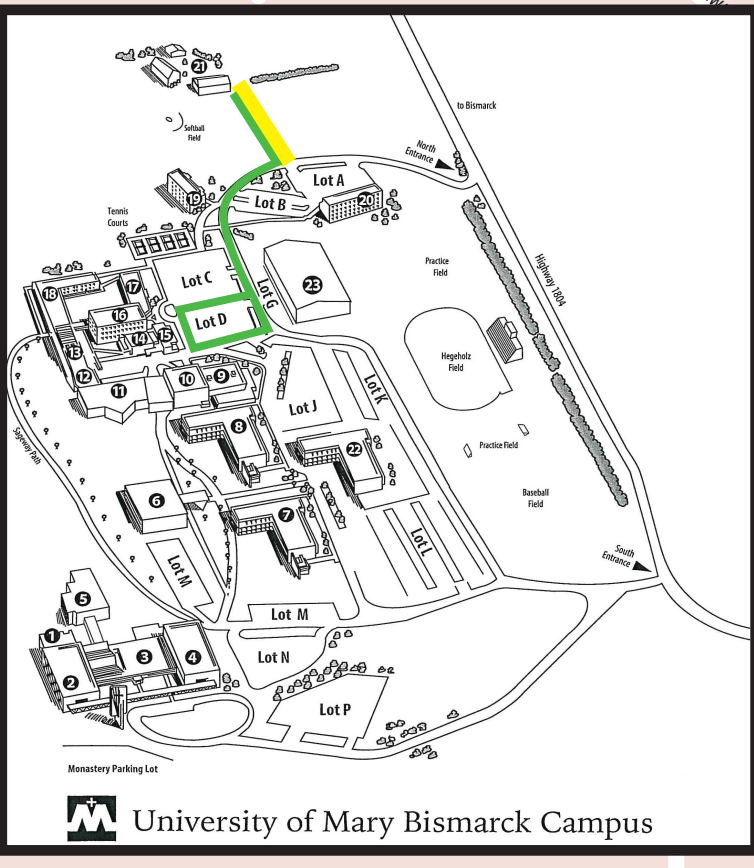 21
to Bismarck
Softball
Field
North
Entrance
Lot A
19
Lot B
20
Tennis
Courts
Practice
Field
Highway 1804
Lot C
Lot G
23
18
17
16
Lot D
15
14
13
12
11
10
9
Hegeholz
Field
Lot K
Lot J
Sageway Path
8
22
Practice Field
6
7
Baseball
Field
Lot L
South
Entrance
Lot M
5
Lot M
1
2
3
4
Lot N
Lot P
Monastery Parking Lot
University of Mary Bismarck Campus